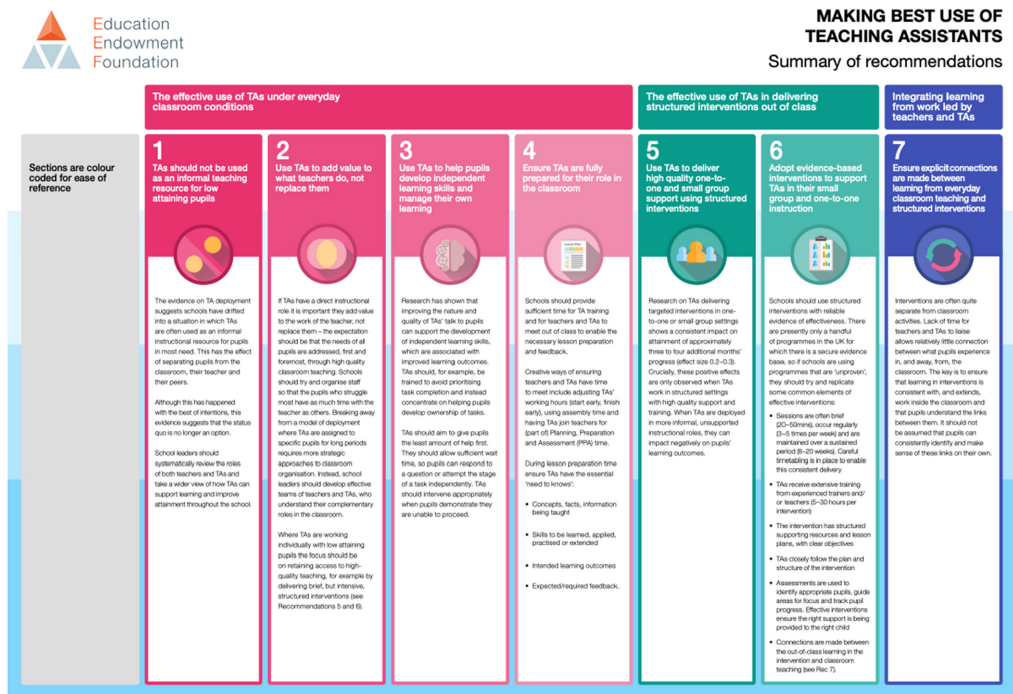 Education
Endowment
Foundation
MAKING BEST USE OF
TEACHING ASSISTANTS
Summary of recommendations
The effective use of TAs under everyday
classroom conditions
The effective use of TAs in delivering
structured interventions out of class
Integrating learning
from work led by
teachers and TAs
Sections are colour
coded for ease of
reference
1
TAs should not be used
as an informal teaching
resource for low
attaining pupils
The evidence on TA deployment
suggests schools have drifted
into a situation in which TAs
are often used as an informal
instructional resource for pupils
in most need. This has the effect
of separating pupils from the
classroom, their teacher and
their peers.
Although this has happened
with the best of intentions, this
evidence suggests that the status
quo is no longer an option.
School leaders should
systematically review the roles
of both teachers and TAs and
take a wider view of how TAs can
support learning and improve
attainment throughout the school.
2
Use TAs to add value to
what teachers do, not
replace them
If TAs have a direct instructional
role it is important they add value
to the work of the teacher, not
replace them – the expectation
should be that the needs of all
pupils are addressed, first and
foremost, through high quality
classroom teaching. Schools
should try and organise staff
so that the pupils who struggle
most have as much time with the
teacher as others. Breaking away
from a model of deployment
where TAs are assigned to
specific pupils for long periods
requires more strategic
approaches to classroom
organisation. Instead, school
leaders should develop effective
teams of teachers and TAs, who
understand their complementary
roles in the classroom.
Where TAs are working
individually with low attaining
pupils the focus should be
on retaining access to high-
quality teaching, for example by
delivering brief, but intensive,
structured interventions (see
Recommendations 5 and 6).
3
Use TAs to help pupils
develop independent
learning skills and
manage their own
learning
Research has shown that
improving the nature and
quality of TAs' talk to pupils
can support the development
of independent learning skills,
which are associated with
improved learning outcomes.
TAs should, for example, be
trained to avoid prioritising
task completion and instead
concentrate on helping pupils
develop ownership of tasks.
TAs should aim to give pupils
the least amount of help first.
They should allow sufficient wait
time, so pupils can respond to
a question or attempt the stage
of a task independently. TAs
should intervene appropriately
when pupils demonstrate they
are unable to proceed.
4
Ensure TAs are fully
prepared for their role in
the classroom
Lesson Plan
Schools should provide
sufficient time for TA training
and for teachers and TAs to
meet out of class to enable the
necessary lesson preparation
and feedback.
Creative ways of ensuring
teachers and TAs have time
to meet include adjusting TAs'
working hours (start early, finish
early), using assembly time and
having TAs join teachers for
(part of) Planning, Preparation
and Assessment (PPA) time.
During lesson preparation time
ensure TAs have the essential
'need to knows':
• Concepts, facts, information
being taught
• Skills to be learned, applied,
practised or extended
• Intended learning outcomes
• Expected/required feedback.
5
Use TAs to deliver
high quality one-to-
one and small group
support using structured
interventions
Research on TAs delivering
targeted interventions in one-
to-one or small group settings
shows a consistent impact on
attainment of approximately
three to four additional months'
progress (effect size 0.2–0.3).
Crucially, these positive effects
are only observed when TAs
work in structured settings
with high quality support and
training. When TAs are deployed
in more informal, unsupported
instructional roles, they can
impact negatively on pupils'
learning outcomes.
6
Adopt evidence-based
interventions to support
TAs in their small
group and one-to-one
instruction
Schools should use structured
interventions with reliable
evidence of effectiveness. There
are presently only a handful
of programmes in the UK for
which there is a secure evidence
base, so if schools are using
programmes that are 'unproven',
they should try and replicate
some common elements of
effective interventions:
• Sessions are often brief
(20–50mins), occur regularly
(3–5 times per week) and are
maintained over a sustained
period (8–20 weeks). Careful
timetabling is in place to enable
this consistent delivery
• TAs receive extensive training
from experienced trainers and/
or teachers (5–30 hours per
intervention)
• The intervention has structured
supporting resources and lesson
plans, with clear objectives
• TAs closely follow the plan and
structure of the intervention
• Assessments are used to
identify appropriate pupils, guide
areas for focus and track pupil
progress. Effective interventions
ensure the right support is being
provided to the right child
• Connections are made between
the out-of-class learning in the
intervention and classroom
teaching (see Rec 7).
7
Ensure explicit connections
are made between
learning from everyday
classroom teaching and
structured interventions
Interventions are often quite
separate from classroom
activities. Lack of time for
teachers and TAs to liaise
allows relatively little connection
between what pupils experience
in, and away, from, the
classroom. The key is to ensure
that learning in interventions is
consistent with, and extends,
work inside the classroom and
that pupils understand the links
between them. It should not
be assumed that pupils can
consistently identify and make
sense of these links on their own.